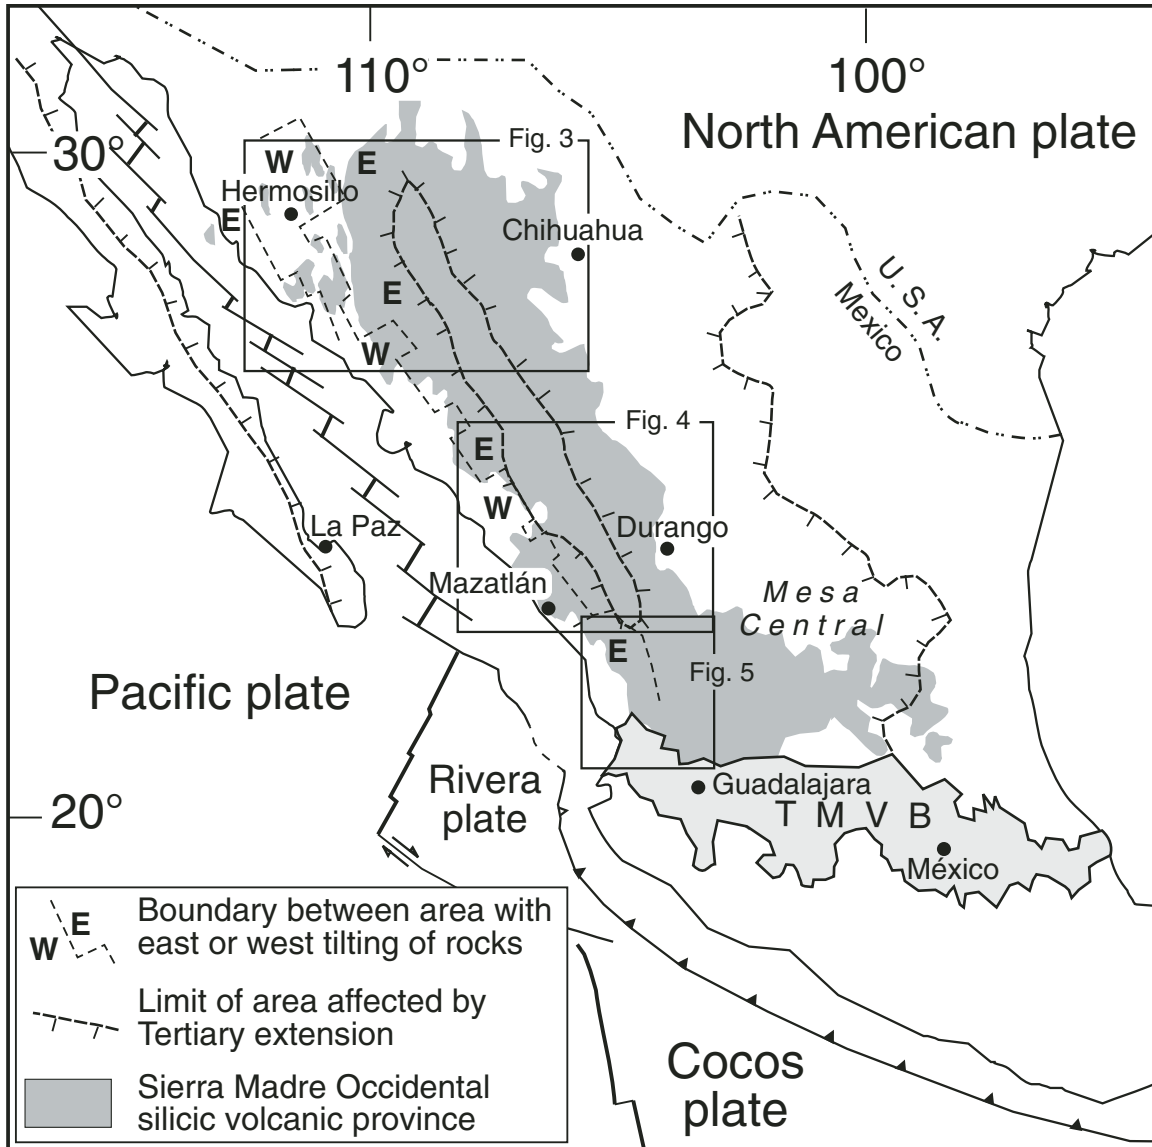 110°
100°
North American plate
30°
Fig. 3
W
E
Hermosillo
E
Chihuahua
U. S. A.
Mexico
E
W
Fig. 4
E
W
La Paz
Durango
Mazatlán
Mesa
Central
E
Fig. 5
Pacific plate
Rivera
plate
Guadalajara
T M V B
20°
México
E
W
Boundary between area with
east or west tilting of rocks
Limit of area affected by
Tertiary extension
Sierra Madre Occidental
silicic volcanic province
Cocos
plate